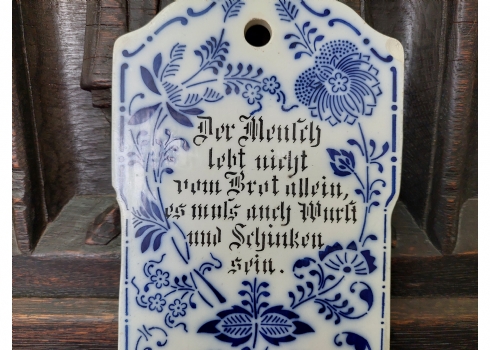 Der Mensch
lebt nicht
vom Brot allein,
es muſs auch Wurſt
und Schinken
sein.